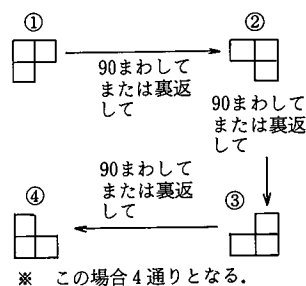 ①
②
90まわして
または裏返
して
90まわして
または裏返
して
90まわして
または裏返
して
④
③
※ この場合4通りとなる.